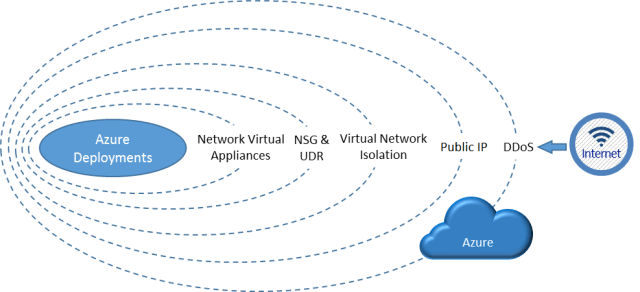 Azure
Deployments
Network Virtual
Appliances
NSG &
UDR
Virtual Network
Isolation
Public IP
DDoS
Internet
Azure